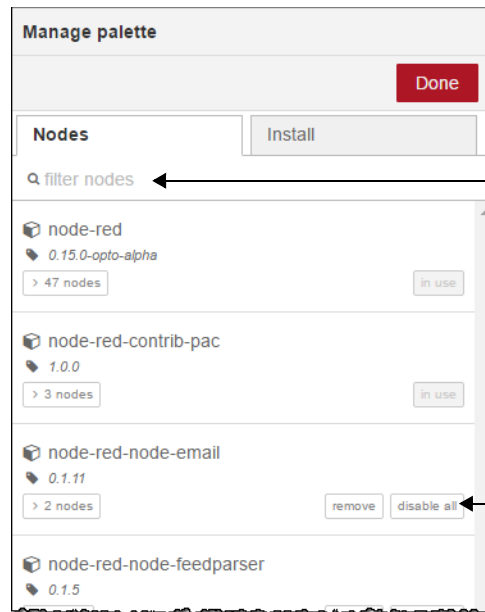 Manage palette
Done
Nodes Install
filter nodes
node-red
0.15.0-opto-alpha
> 47 nodes in use
node-red-contrib-pac
1.0.0
> 3 nodes in use
node-red-node-email
0.1.11
> 2 nodes remove disable all
node-red-node-feedparser
0.1.5